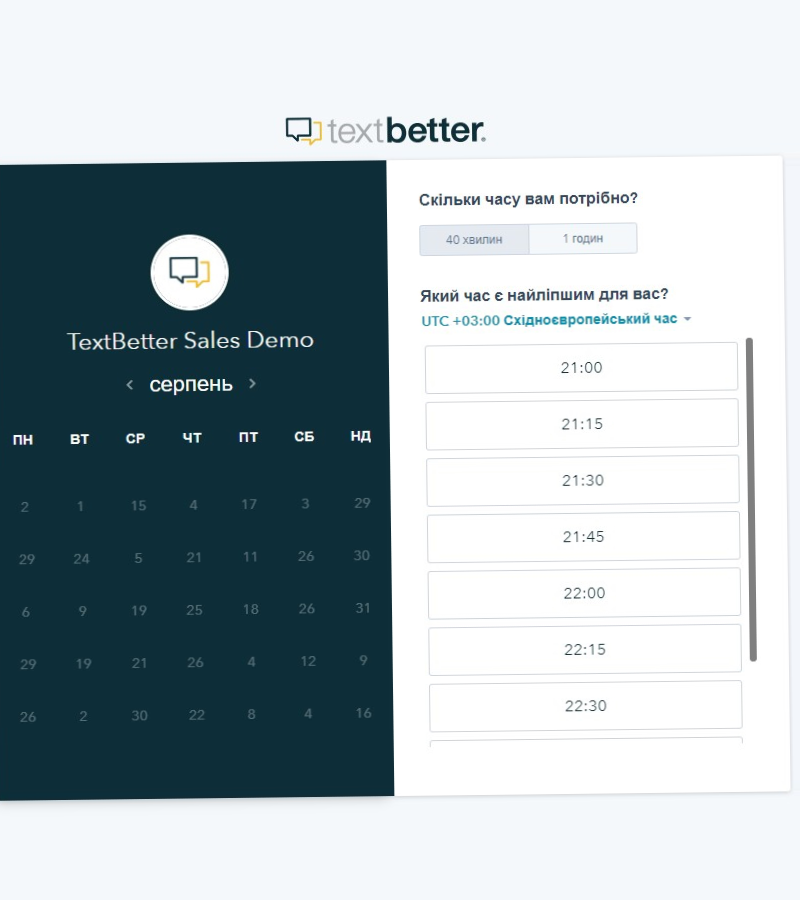 textbetter.
TextBetter Sales Demo
серпень
ПН ВТ СР ЧТ ПТ СБ НД
2 1 15 4 17 3 29
29 24 5 21 11 26 30
6 9 19 25 18 26 31
29 19 21 26 4 12 9
26 2 30 22 8 4 16
Скільки часу вам потрібно?
40 хвилин 1 годин
Який час є найліпшим для вас?
UTC +03:00 Східноєвропейський час
21:00
21:15
21:30
21:45
22:00
22:15
22:30